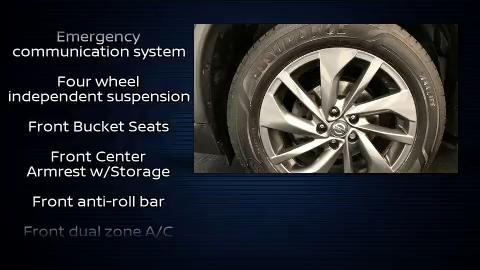 Emergency
communication system
Four wheel
independent suspension
Front Bucket Seats
Front Center
Armrest w/Storage
Front anti-roll bar
Front dual zone A/C